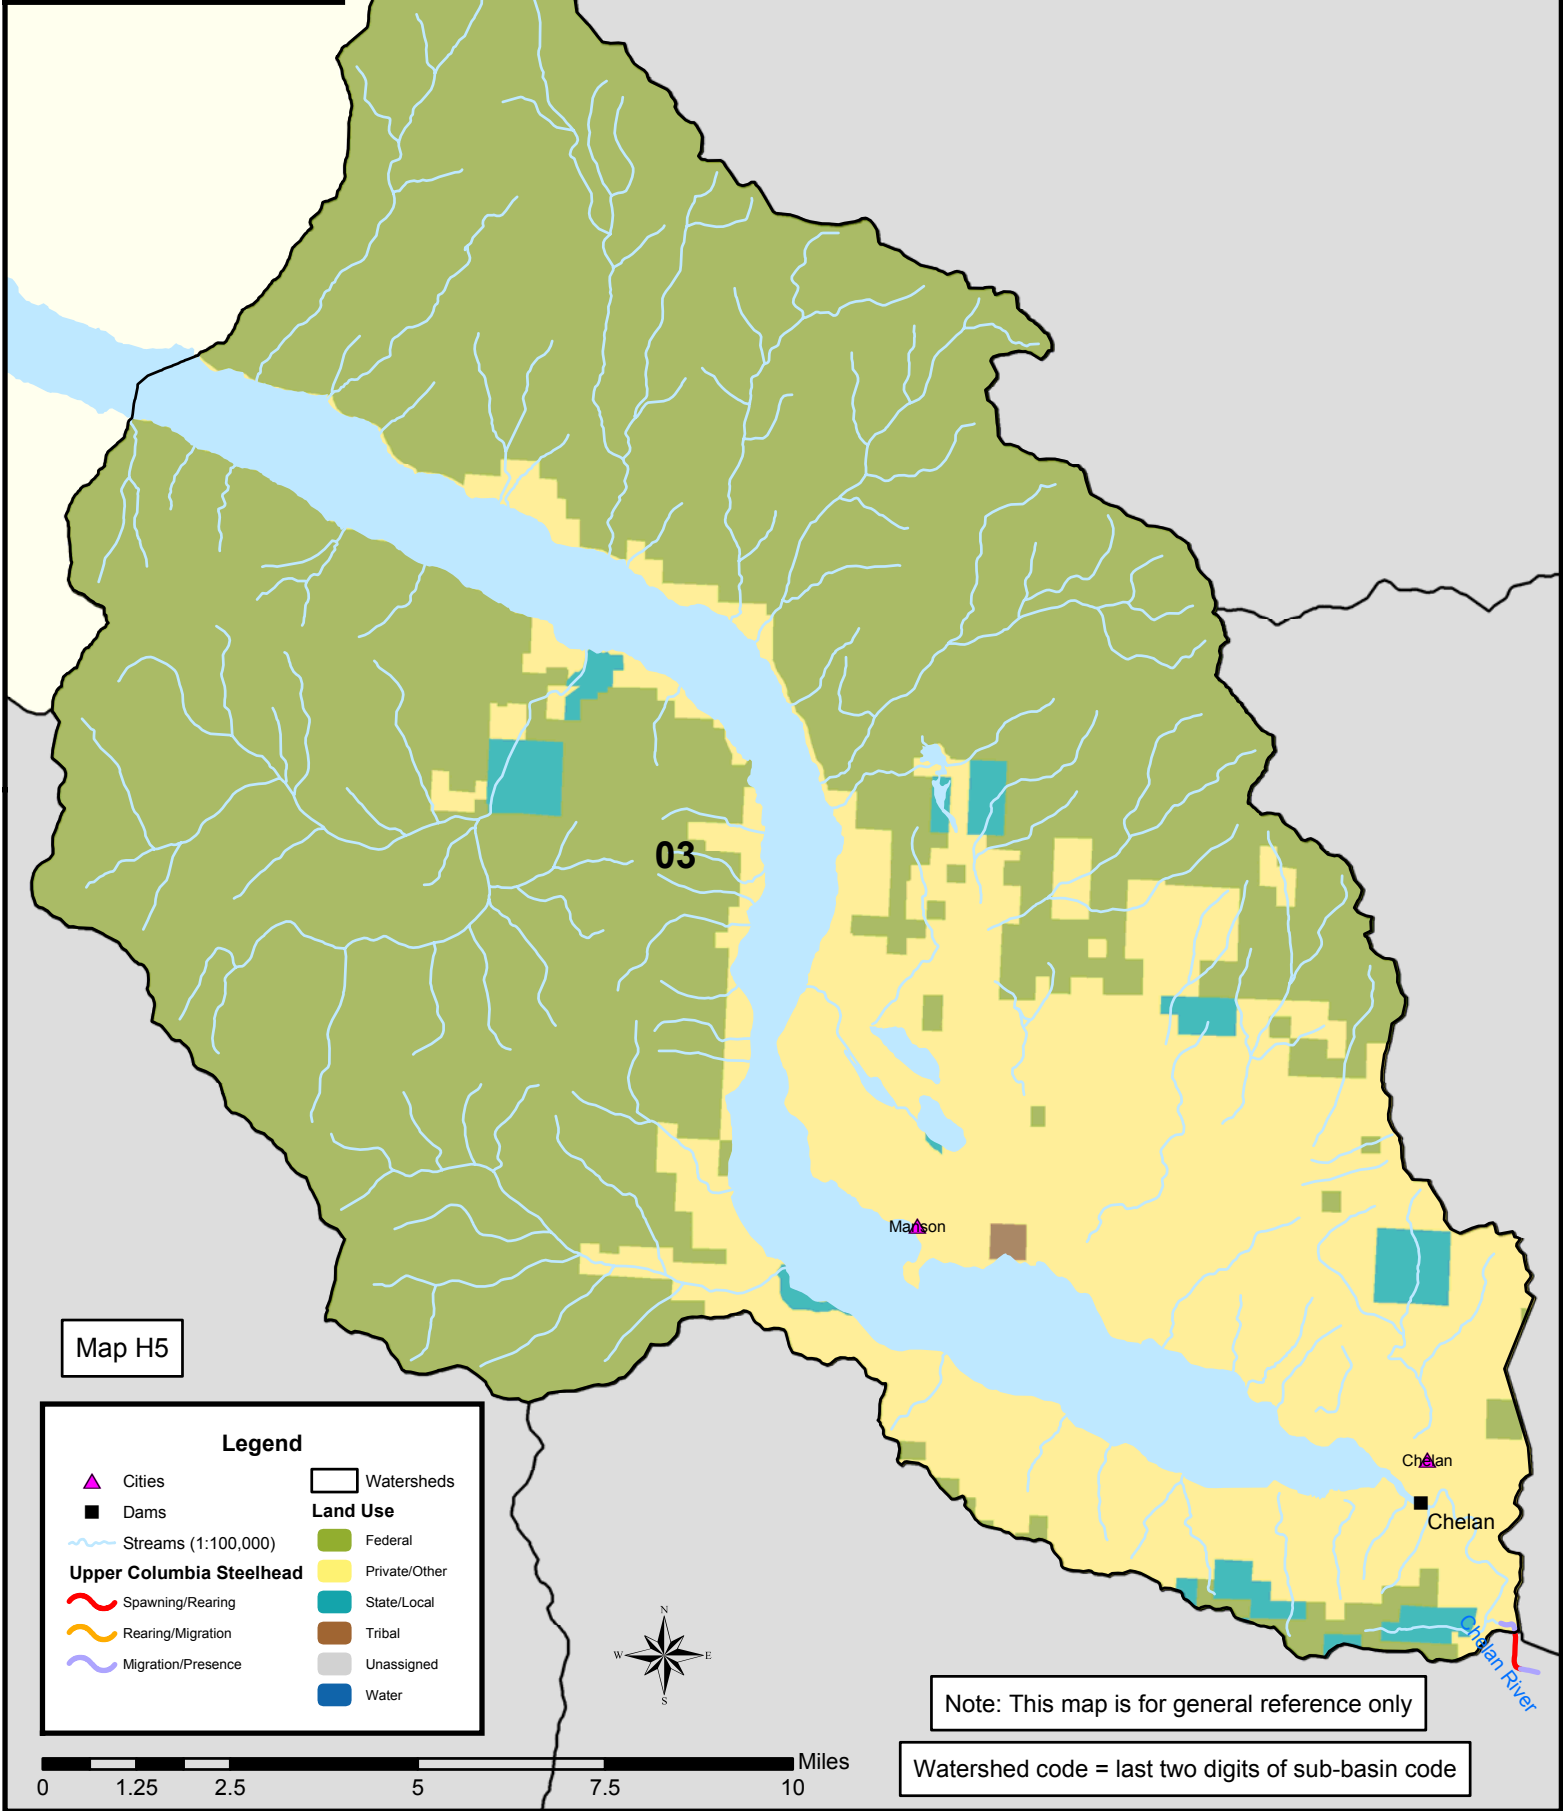 03
Manson
Chelan
Chelan
Chelan River
Map H5
Legend
Cities
Dams
Streams (1:100,000)
Upper Columbia Steelhead
Spawning/Rearing
Rearing/Migration
Migration/Presence
Watersheds
Land Use
Federal
Private/Other
State/Local
Tribal
Unassigned
Water
N
W E
S
Note: This map is for general reference only
Watershed code = last two digits of sub-basin code
Miles
0 1.25 2.5 5 7.5 10